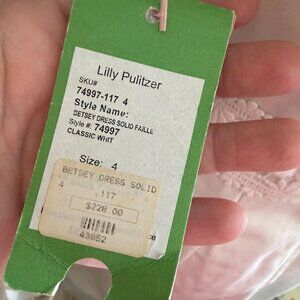 Lilly Pulitzer
SKU#
74997-117 4
Style Name:
BETSEY DRESS SOLID FAILLE
Style #: 74997
CLASSIC WHIT
Size: 4
BETSEY DRESS SOLID
4
117
$228.00
43852